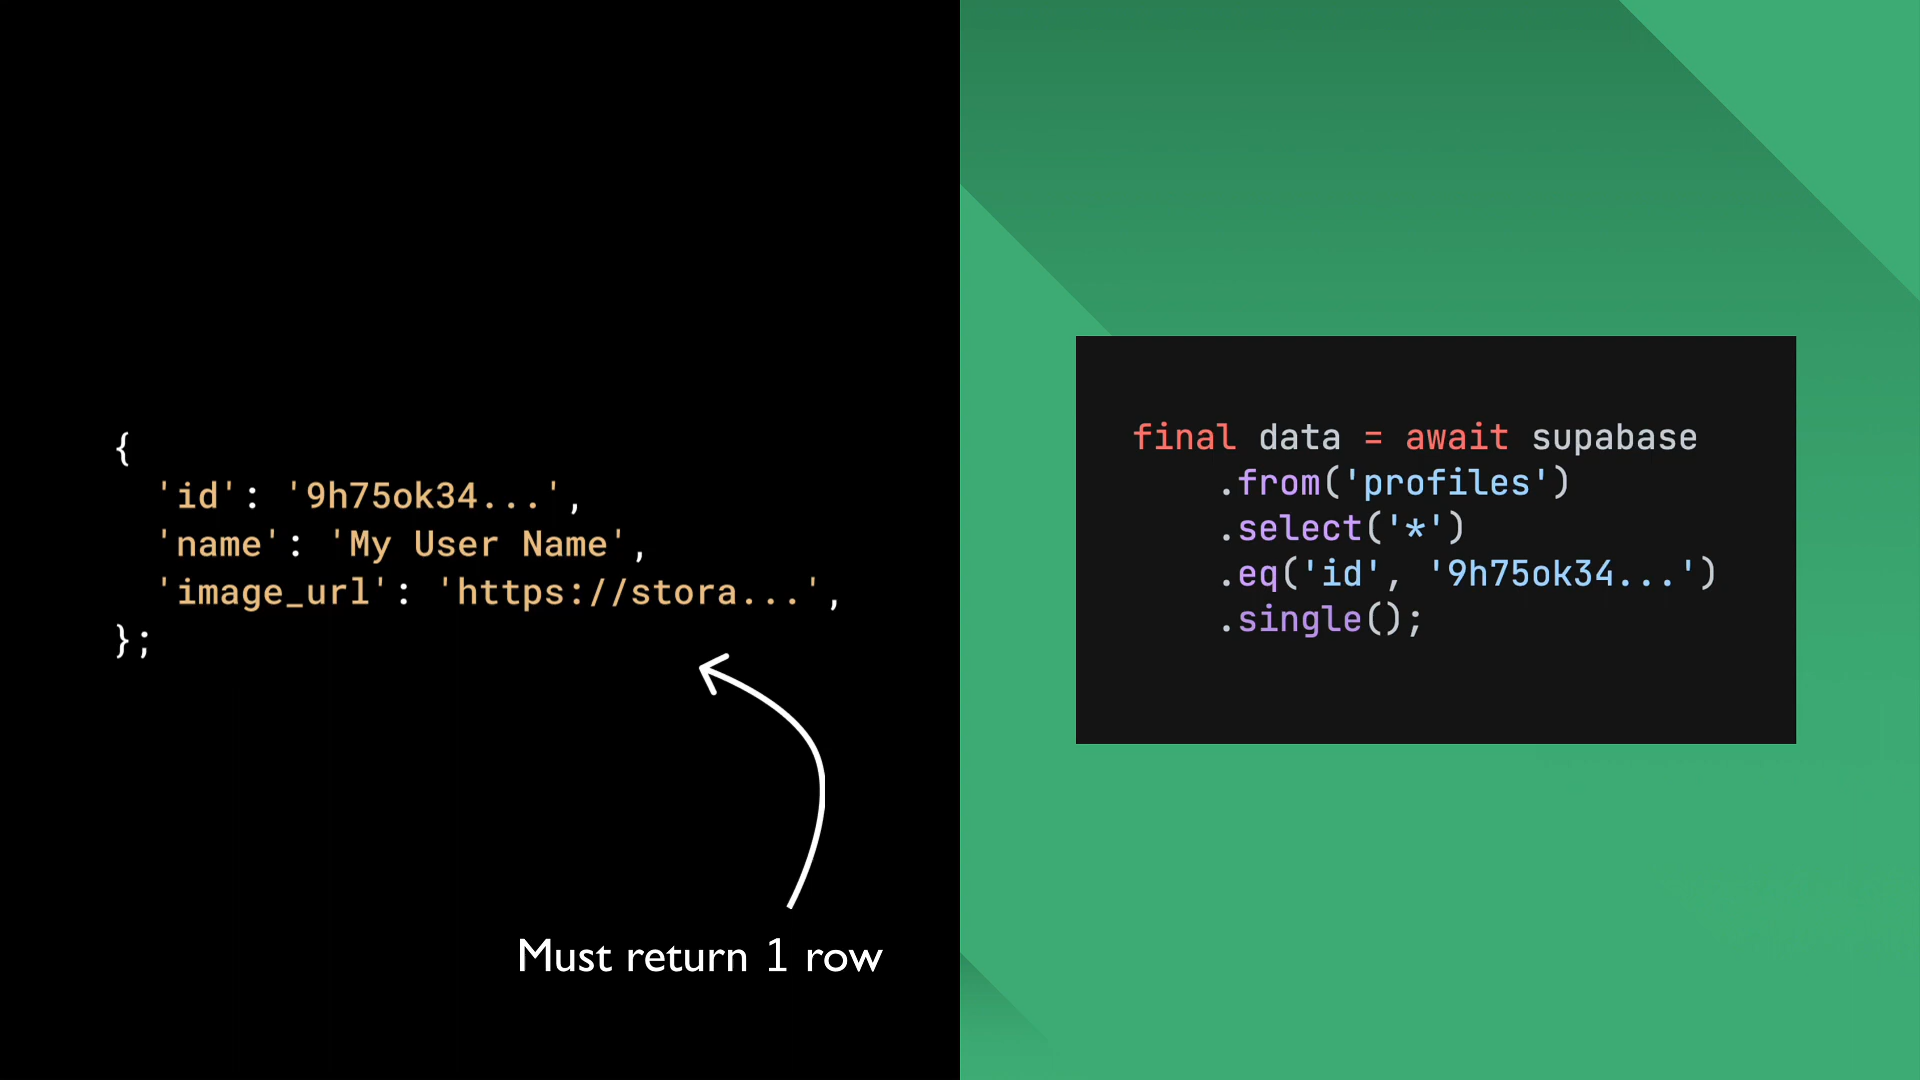 {
  'id': '9h75ok34...',
  'name': 'My User Name',
  'image_url': 'https://stora...',
};
Must return 1 row
final data = await supabase
    .from('profiles')
    .select('*')
    .eq('id', '9h75ok34...')
    .single();